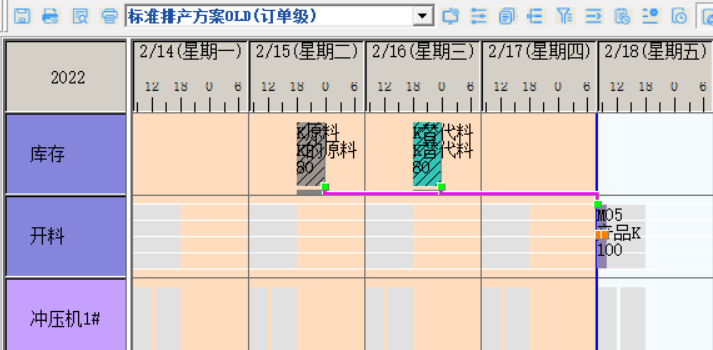 标准排产方案OLD(订单级)
2022
2/14(星期一) 2/15(星期二) 2/16(星期三) 2/17(星期四) 2/18(星期五)
12 18 0 6 12 18 0 6 12 18 0 6 12 18 0 6 12 18 0 6
库存
K原料
K的原料
80
K替代料
K替代料
80
开料
M05
产品K
100
冲压机1#